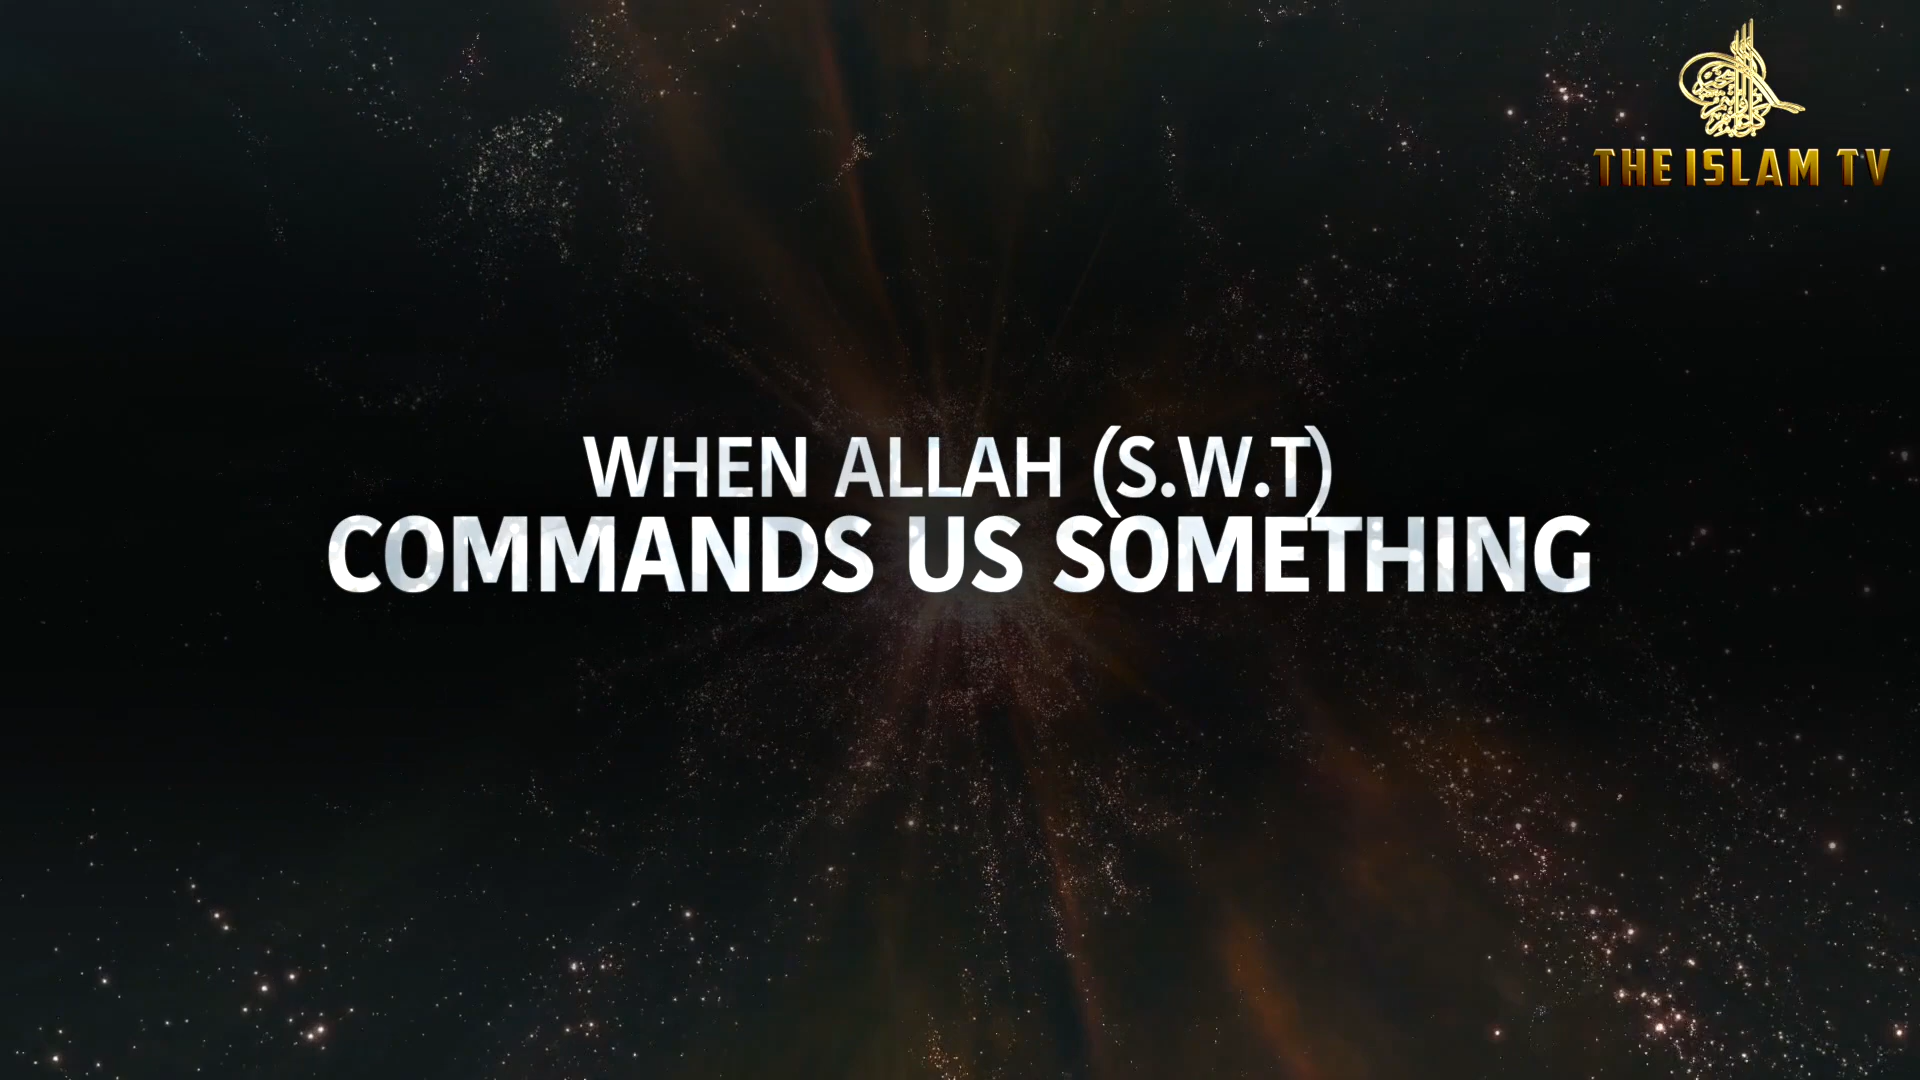 THE ISLAM TV
WHEN ALLAH (S.W.T)
COMMANDS US SOMETHING